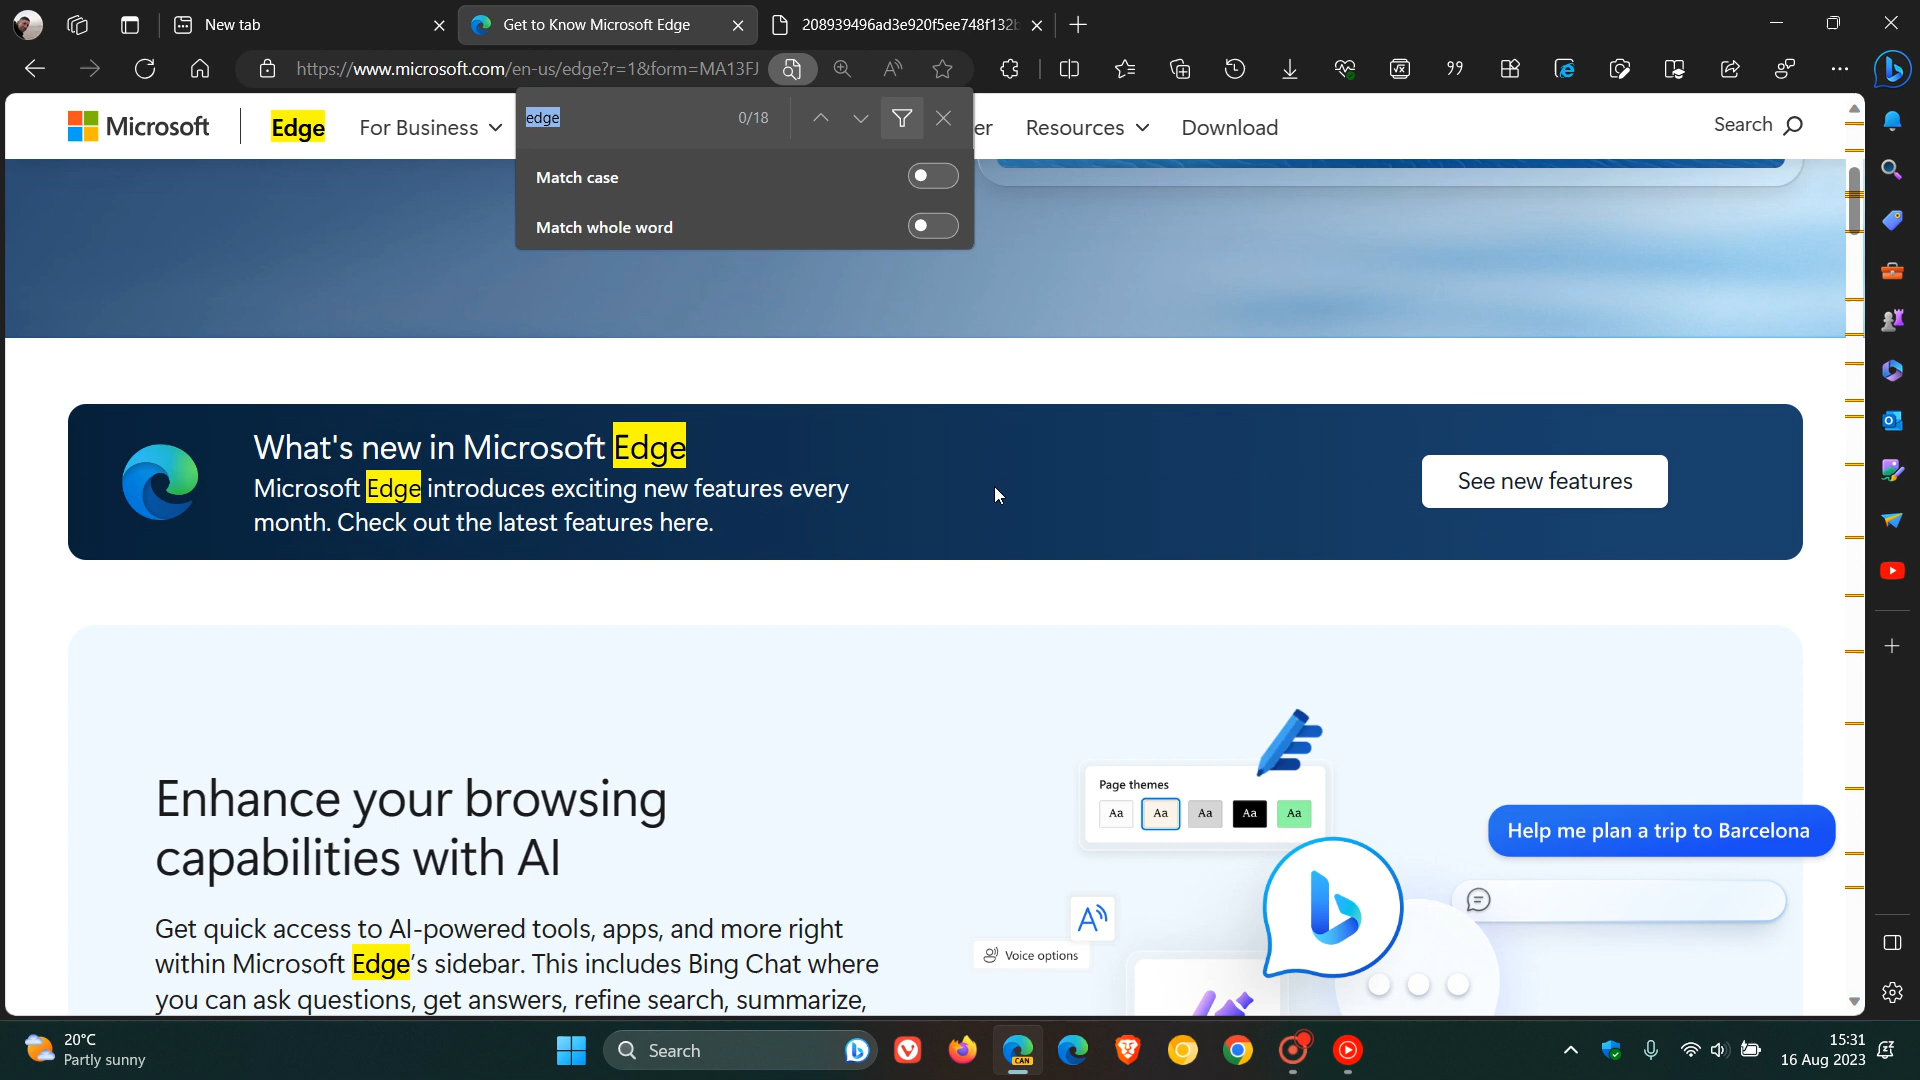 New tab
Get to Know Microsoft Edge
208939496ad3e920f5ee748f132b
https://www.microsoft.com/en-us/edge?r=1&form=MA13FJ
edge
0/18
Match case
Match whole word
Microsoft
Edge
For Business
Resources
Download
Search
What's new in Microsoft Edge
Microsoft Edge introduces exciting new features every
month. Check out the latest features here.
See new features
Enhance your browsing
capabilities with AI
Get quick access to AI-powered tools, apps, and more right
within Microsoft Edge's sidebar. This includes Bing Chat where
you can ask questions, get answers, refine search, summarize,
Page themes
Aa Aa Aa Aa Aa
Help me plan a trip to Barcelona
Voice options
20°C
Partly sunny
Search
CAN
15:31
16 Aug 2023